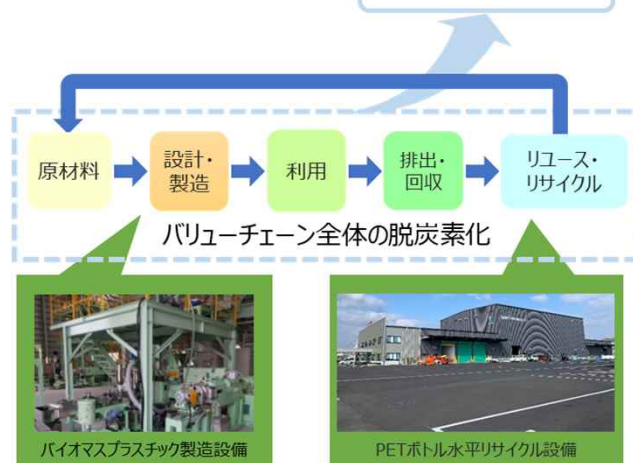 原材料
設計・
製造
利用
排出・
回収
リユース・
リサイクル
バリューチェーン全体の脱炭素化
バイオマスプラスチック製造設備
PETボトル水平リサイクル設備